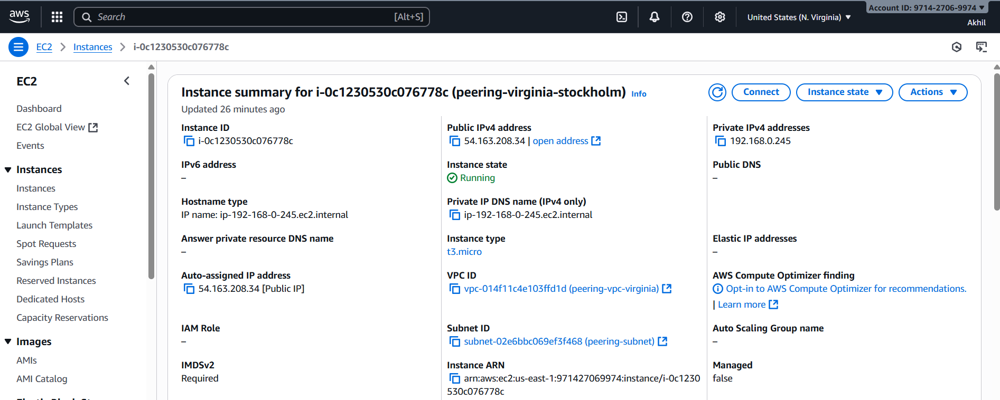 aws
Search
[Alt+S]
United States (N. Virginia)
Account ID: 9714-2706-9974
Akhil
EC2
Instances
i-0c1230530c076778c
EC2
Dashboard
EC2 Global View
Events
Instances
Instances
Instance Types
Launch Templates
Spot Requests
Savings Plans
Reserved Instances
Dedicated Hosts
Capacity Reservations
Images
AMIs
AMI Catalog
Instance summary for i-0c1230530c076778c (peering-virginia-stockholm) Info
Updated 26 minutes ago
Connect
Instance state
Actions
Instance ID
i-0c1230530c076778c
Public IPv4 address
54.163.208.34 | open address
Private IPv4 addresses
192.168.0.245
IPv6 address
–
Instance state
Running
Public DNS
–
Hostname type
IP name: ip-192-168-0-245.ec2.internal
Private IP DNS name (IPv4 only)
ip-192-168-0-245.ec2.internal
Answer private resource DNS name
–
Instance type
t3.micro
Elastic IP addresses
–
Auto-assigned IP address
54.163.208.34 [Public IP]
VPC ID
vpc-014f11c4e103ffd1d (peering-vpc-virginia)
AWS Compute Optimizer finding
Opt-in to AWS Compute Optimizer for recommendations.
| Learn more
IAM Role
–
Subnet ID
subnet-02e6bbc069ef3f468 (peering-subnet)
Auto Scaling Group name
–
IMDSv2
Required
Instance ARN
arn:aws:ec2:us-east-1:971427069974:instance/i-0c1230
530c076778c
Managed
false